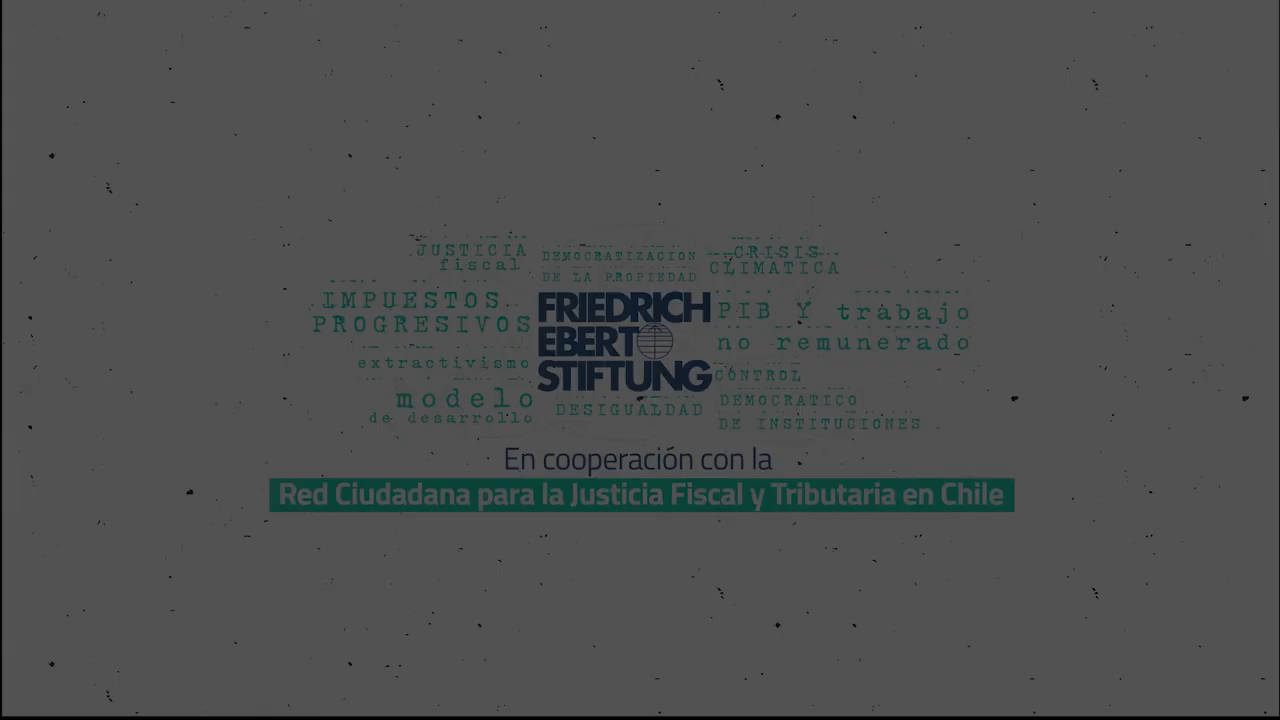 JUSTICIA
fiscal
DEMOCRATIZACION
DE LA PROPIEDAD
CRISIS
CLIMATICA
IMPUESTOS
PROGRESIVOS
FRIEDRICH
EBERT
STIFTUNG
PIB Y trabajo
no remunerado
extractivismo
modelo
de desarrollo
DESIGUALDAD
CONTROL
DEMOCRATICO
DE INSTITUCIONES
En cooperación con la
Red Ciudadana para la Justicia Fiscal y Tributaria en Chile